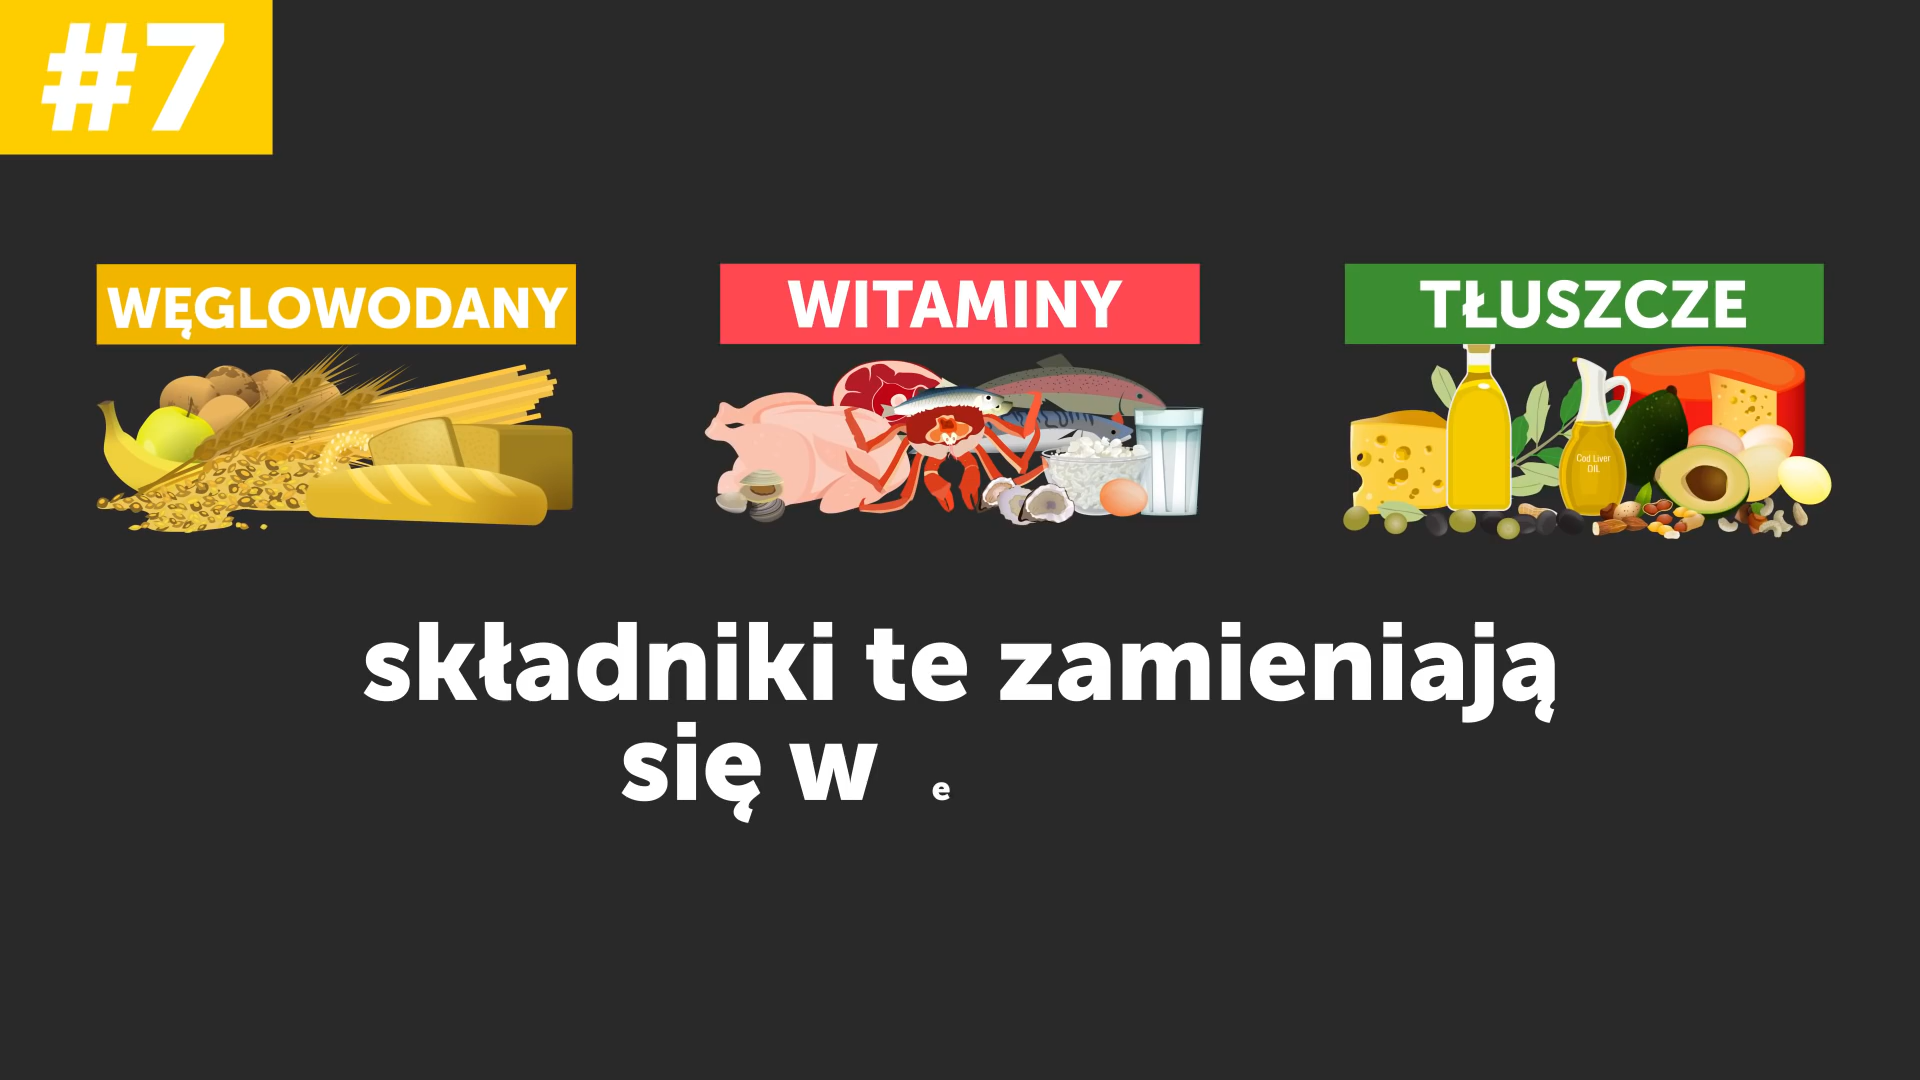 #7
WĘGLOWODANY
WITAMINY
TŁUSZCZE
Cod Liver
OIL
składniki te zamieniają
się w e